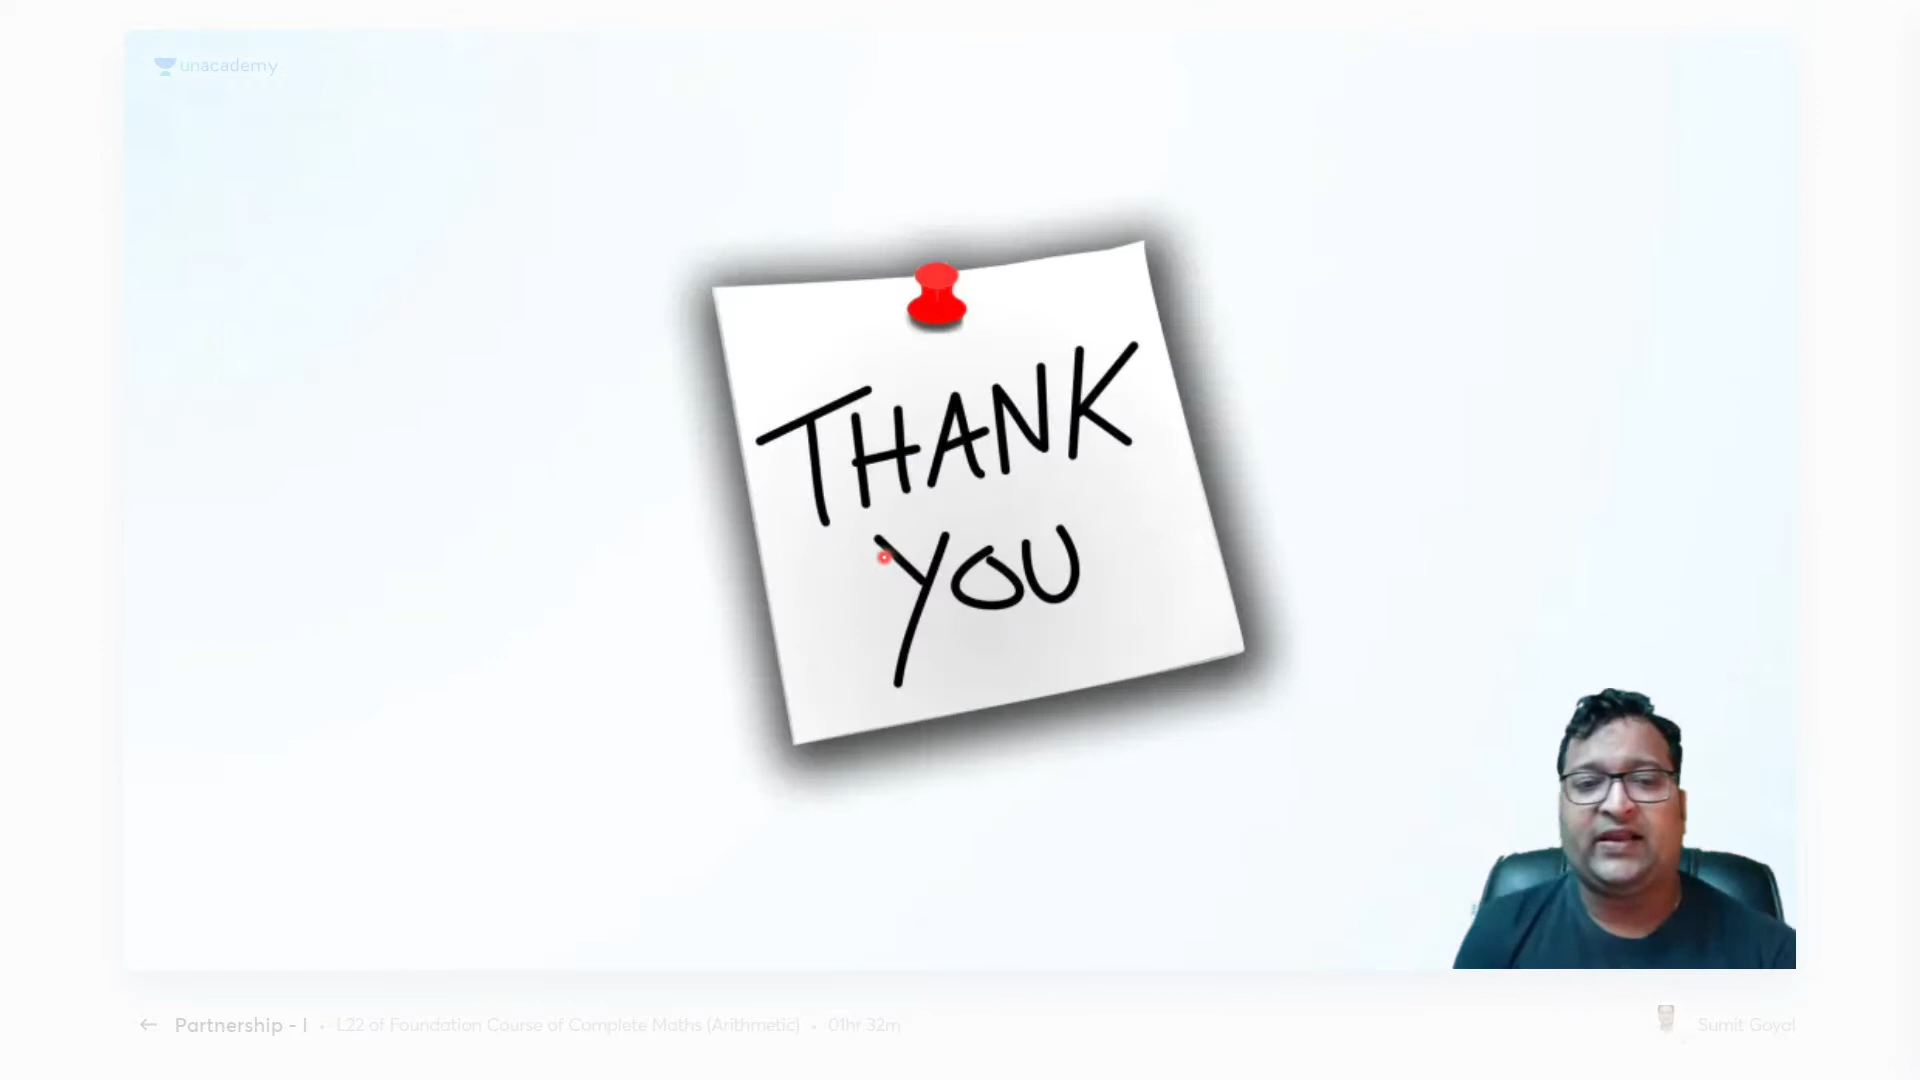 unacademy
THANK
YOU
Partnership - I • L22 of Foundation Course of Complete Maths (Arithmetic) • 01hr 32m
Sumit Goyal